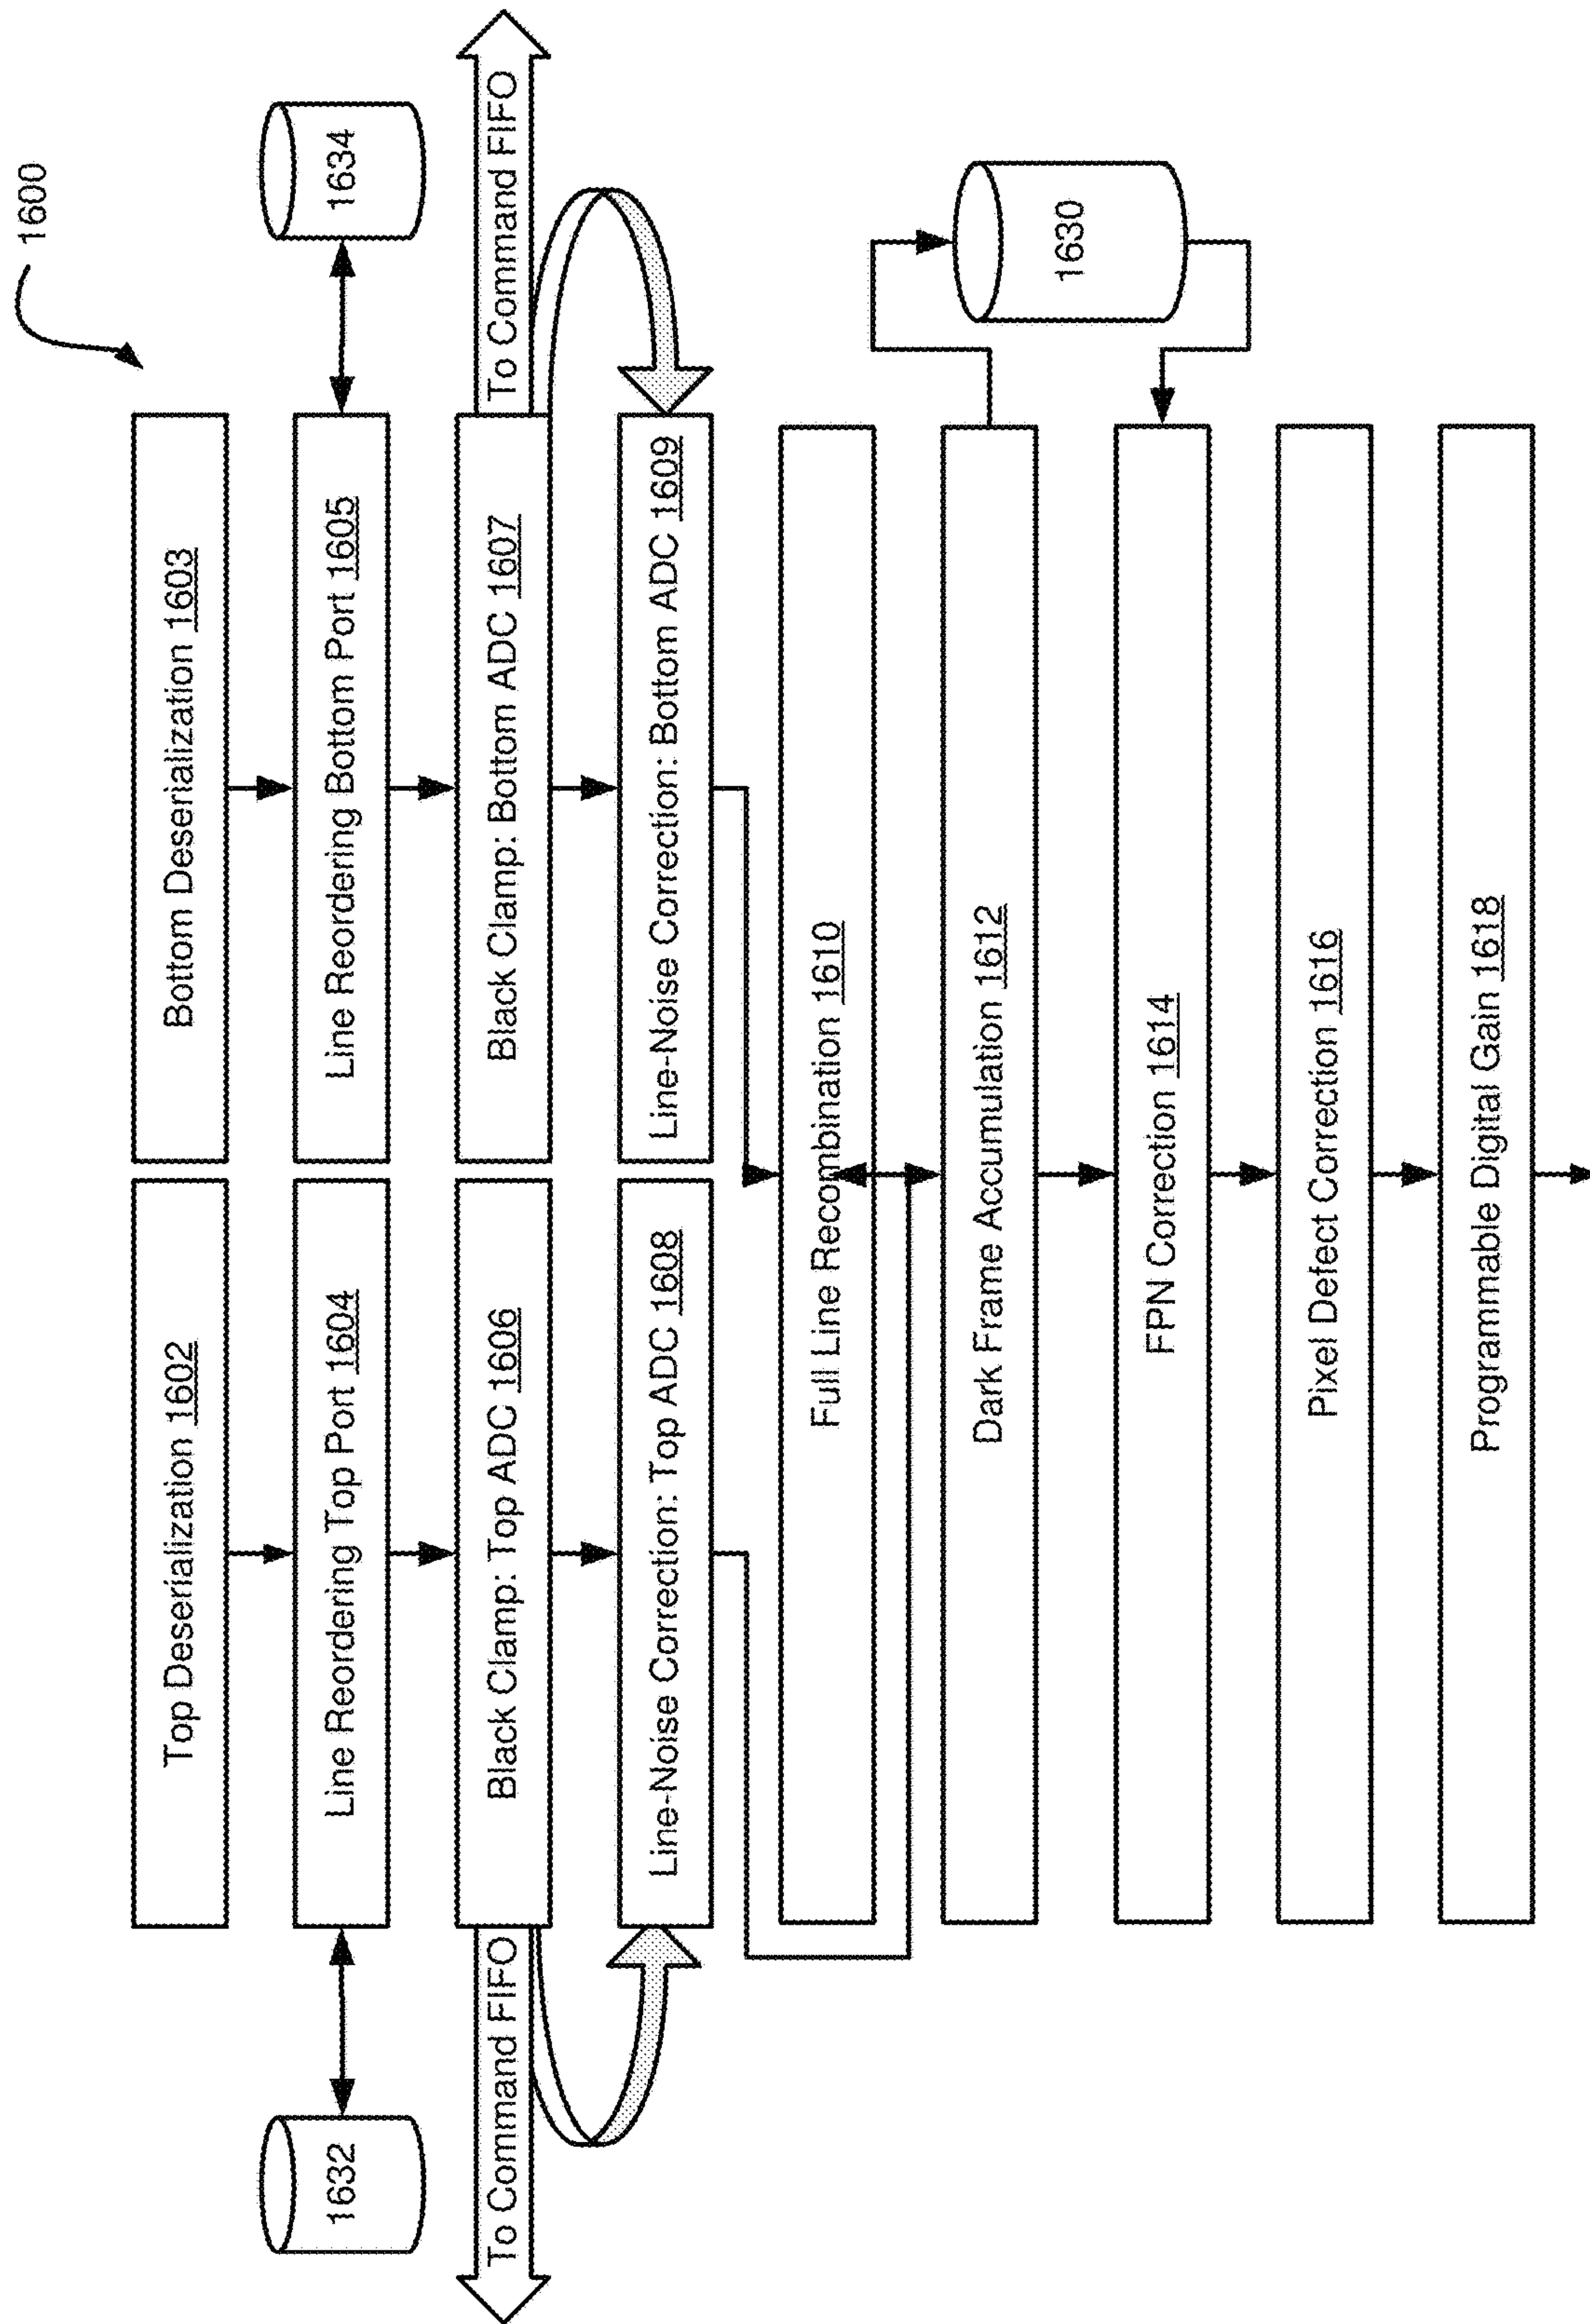 1600
Top Deserialization 1602
Bottom Deserialization 1603
1632
Line Reordering Top Port 1604
Line Reordering Bottom Port 1605
1634
To Command FIFO
Black Clamp: Top ADC 1606
Black Clamp: Bottom ADC 1607
To Command FIFO
Line-Noise Correction: Top ADC 1608
Line-Noise Correction: Bottom ADC 1609
Full Line Recombination 1610
Dark Frame Accumulation 1612
1630
FPN Correction 1614
Pixel Defect Correction 1616
Programmable Digital Gain 1618